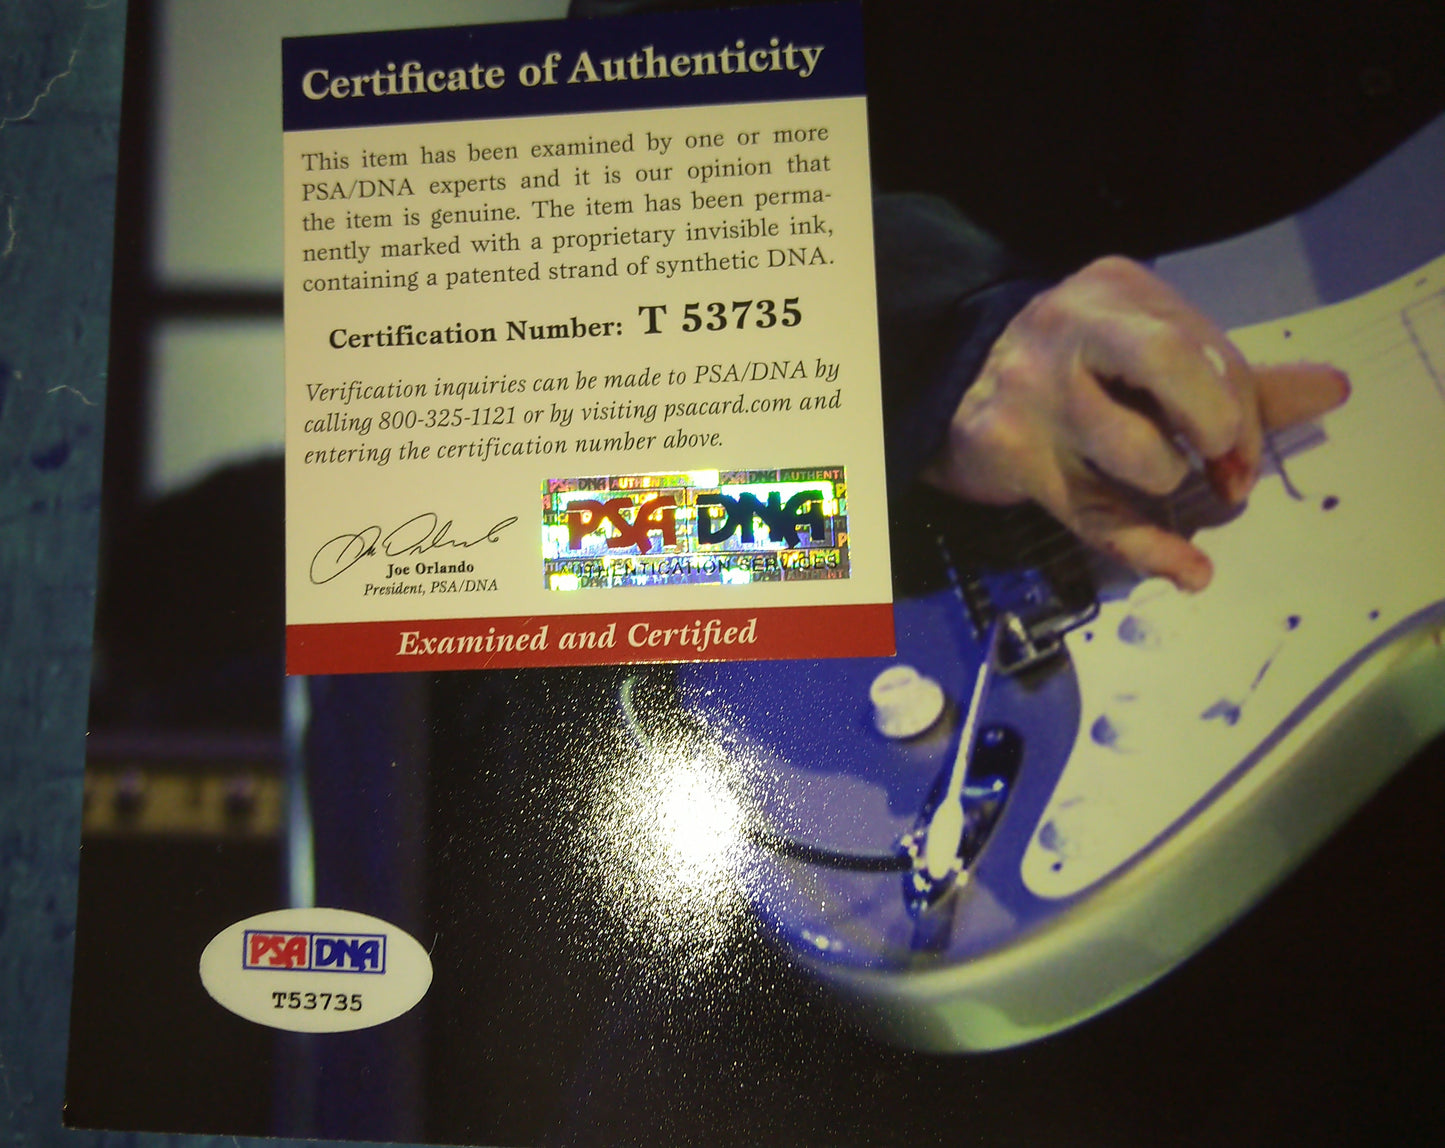 Certificate of Authenticity
This item has been examined by one or more
PSA/DNA experts and it is our opinion that
the item is genuine. The item has been perma-
nently marked with a proprietary invisible ink,
containing a patented strand of synthetic DNA.
Certification Number: T 53735
Verification inquiries can be made to PSA/DNA by
calling 800-325-1121 or by visiting psacard.com and
entering the certification number above.
PSA DNA
AUTHENTICATION SERVICES
Joe Orlando
President, PSA/DNA
Examined and Certified
PSA DNA
T53735